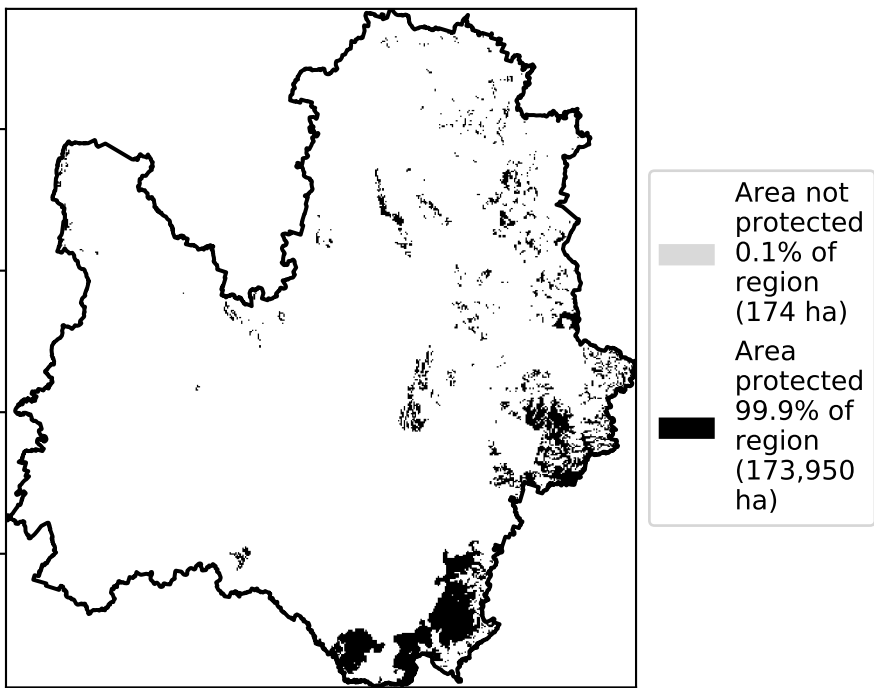 Area not
protected
0.1% of
region
(174 ha)
Area
protected
99.9% of
region
(173,950
ha)